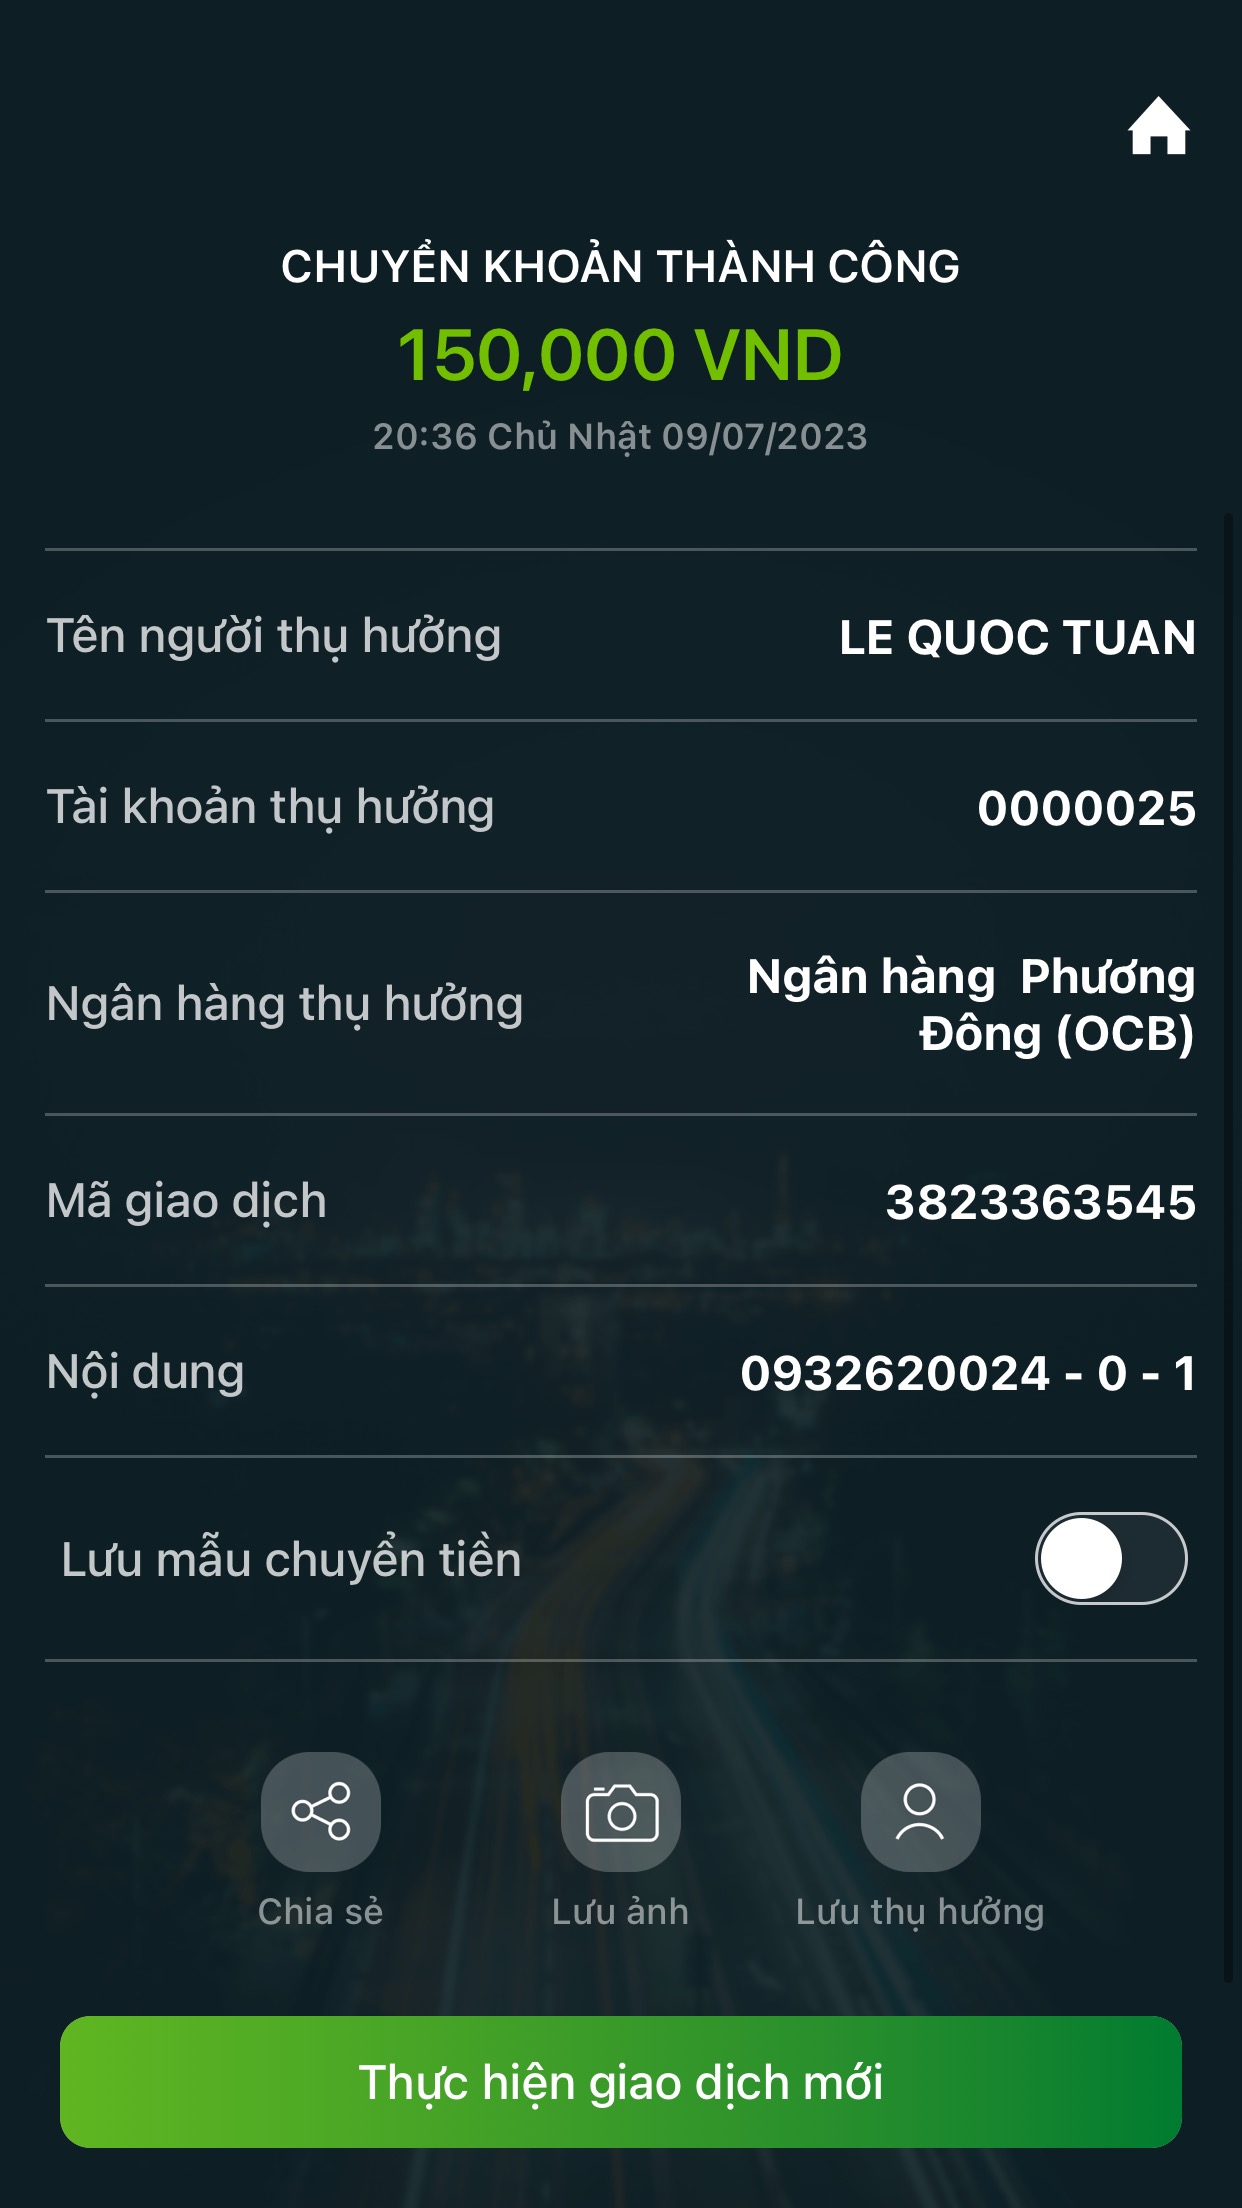 CHUYỂN KHOẢN THÀNH CÔNG
150,000 VND
20:36 Chủ Nhật 09/07/2023
Tên người thụ hưởng LE QUOC TUAN
Tài khoản thụ hưởng 0000025
Ngân hàng thụ hưởng Ngân hàng Phương
Đông (OCB)
Mã giao dịch 3823363545
Nội dung 0932620024 - 0 - 1
Lưu mẫu chuyển tiền
Chia sẻ Lưu ảnh Lưu thụ hưởng
Thực hiện giao dịch mới